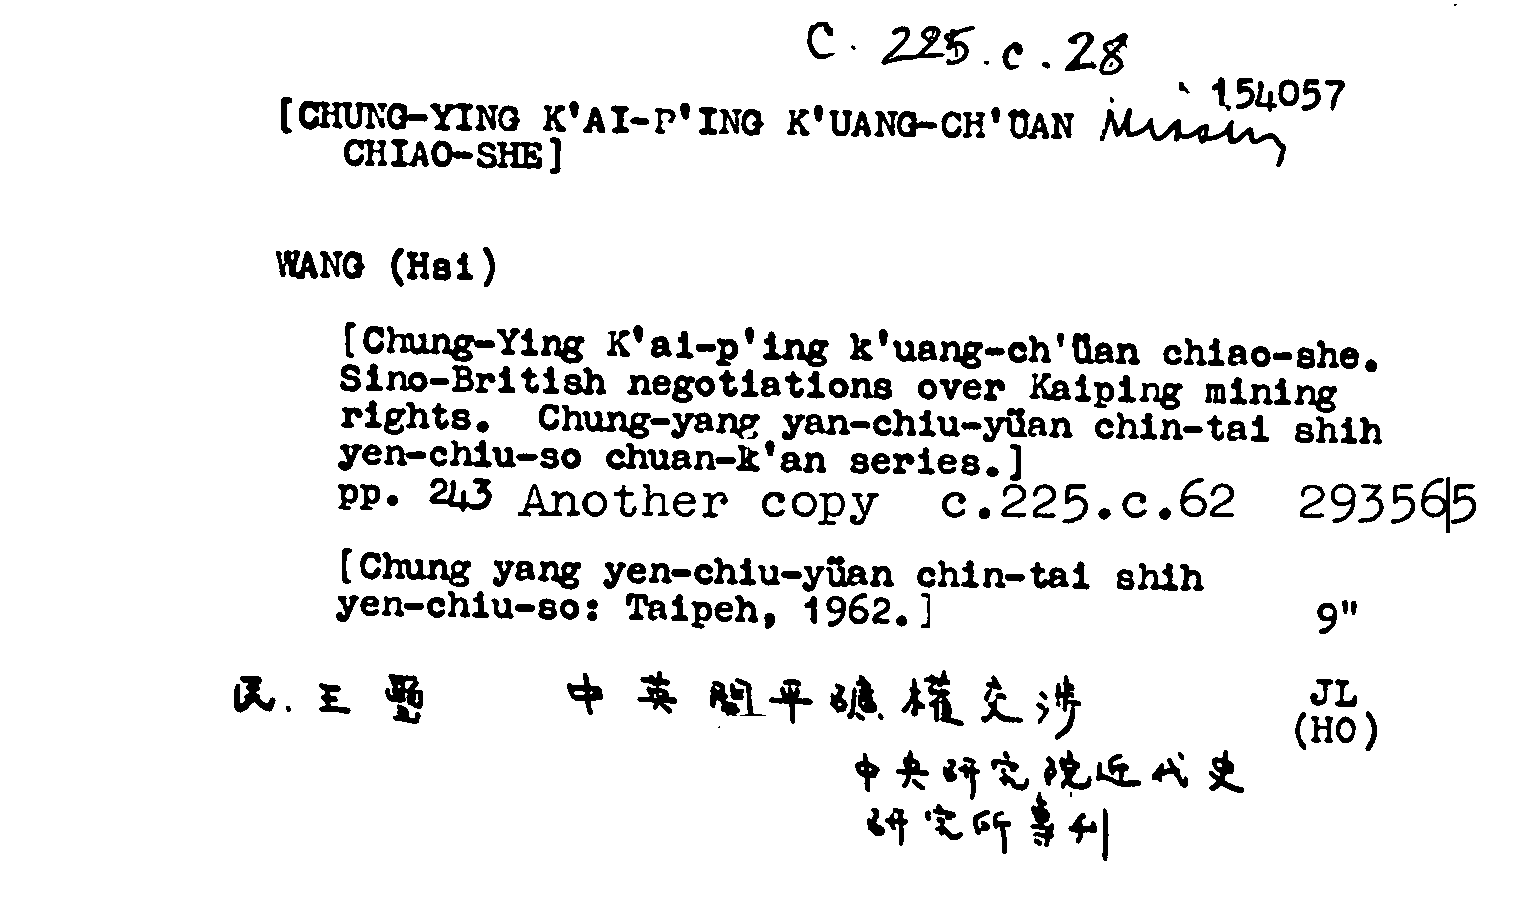 C. 225.c.28
154057
[CHUNG-YING K'AI-P'ING K'UANG-CH'ÜAN Missing
CHIAO-SHE]
WANG (Hsi)
[Chung-Ying K'ai-p'ing k'uang-ch'üan chiao-she.
Sino-British negotiations over Kaiping mining
rights. Chung-yang yan-chiu-yüan chin-tai shih
yen-chiu-so chuan-k'an series.]
pp. 243 Another copy c.225.c.62 293565
[Chung yang yen-chiu-yüan chin-tai shih
yen-chiu-so: Taipeh, 1962.]
9"
民. 王璽 中英開平礦權交涉 JL
(HO)
中央研究院近代史
研究所專刊